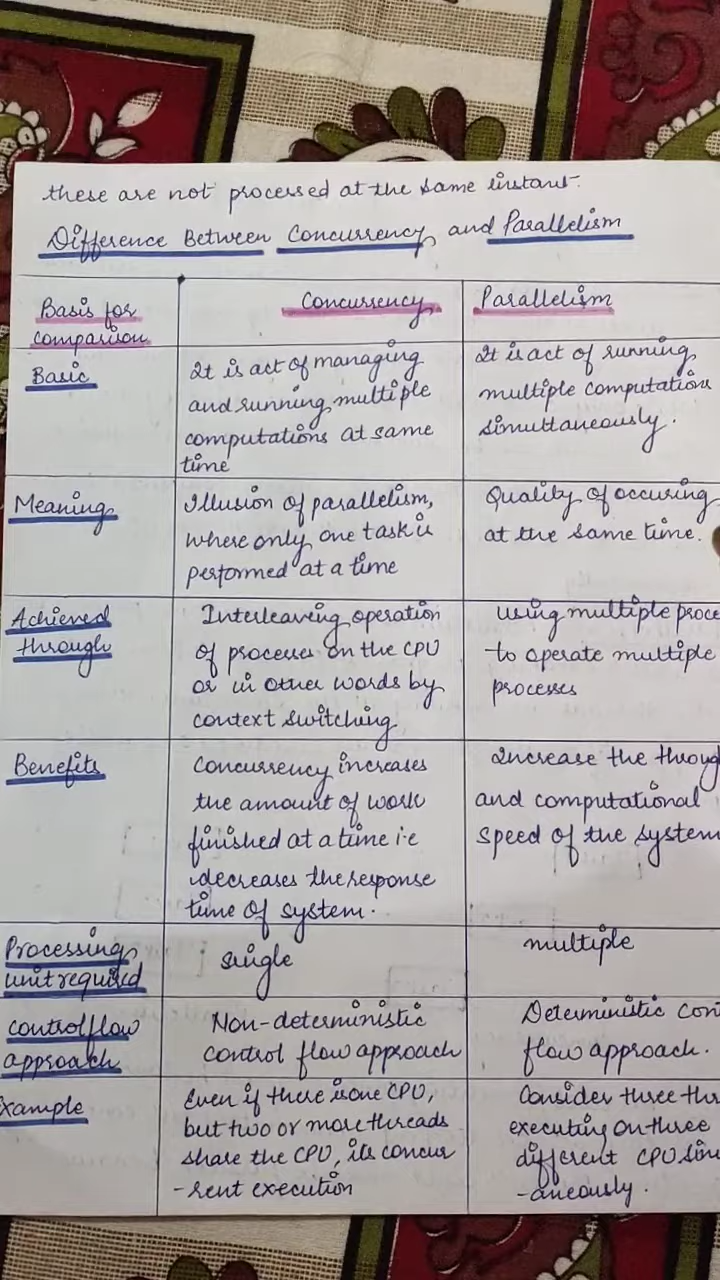 these are not processed at the same instant.
Difference Between Concurrency and Parallelism
Basis for
comparison
Concurrency
Parallelism
Basic
It is act of managing
and running multiple
computations at same
time
It is act of running
multiple computations
simultaneously.
Meaning
Illusion of parallelism,
where only one task is
performed at a time
Quality of occuring
at the same time.
Achieved
through
Interleaving operation
of processes on the CPU
or in other words by
context switching
using multiple
to operate multiple
processes
Benefits
Concurrency increases
the amount of work
finished at a time i.e
decreases the response
time of system.
Increase the
and computational
speed of the system
Processing
unit required
single
multiple
control flow
approach
Non-deterministic
control flow approach
Deterministic
flow approach.
Example
Even if there is one CPU,
but two or more threads
share the CPU, its concur
-rent execution
Consider three
executing on three
different CPU
-aneously.